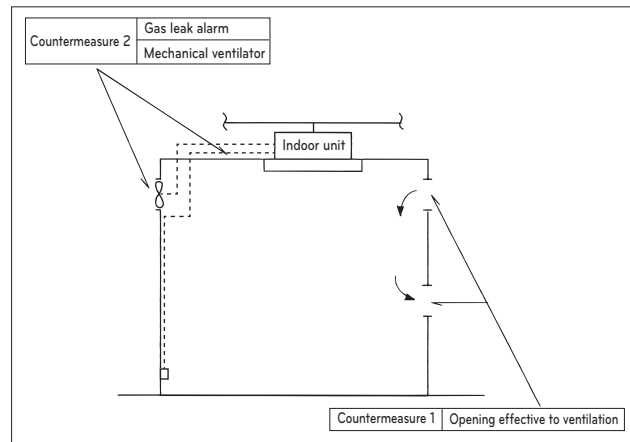 Countermeasure 2
Gas leak alarm
Mechanical ventilator
Indoor unit
Countermeasure 1
Opening effective to ventilation